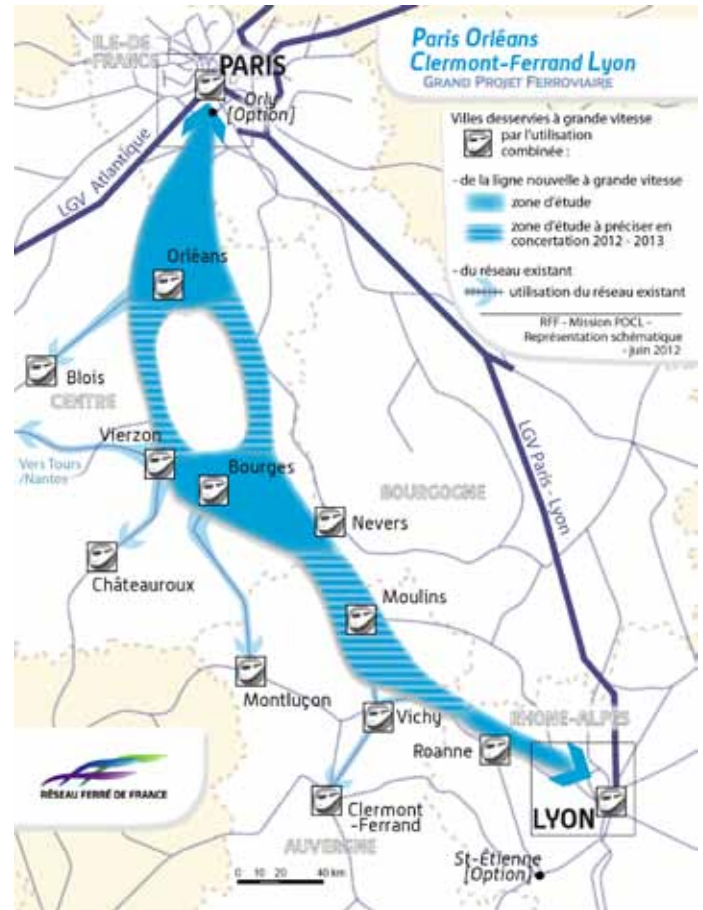 Paris Orléans
Clermont-Ferrand Lyon
GRAND PROJET FERROVIAIRE
Villes desservies à grande vitesse
par l'utilisation
combinée :
- de la ligne nouvelle à grande vitesse
zone d'étude
zone d'étude à préciser en
concertation 2012 - 2013
- du réseau existant
utilisation du réseau existant
RFF - Mission POCL -
Représentation schématique
- juin 2012
ILE-DE
FRANCE
PARIS
Orly
[Option]
LGV Atlantique
Orléans
Blois
CENTRE
Vierzon
Vers Tours
/Nantes
Bourges
BOURGOGNE
LGV Paris - Lyon
Nevers
Châteauroux
Moulins
Montluçon
Vichy
RHONE-ALPES
Roanne
RÉSEAU FERRÉ DE FRANCE
Clermont
-Ferrand
LYON
AUVERGNE
St-Étienne
[Option]
0 10 20 40 km